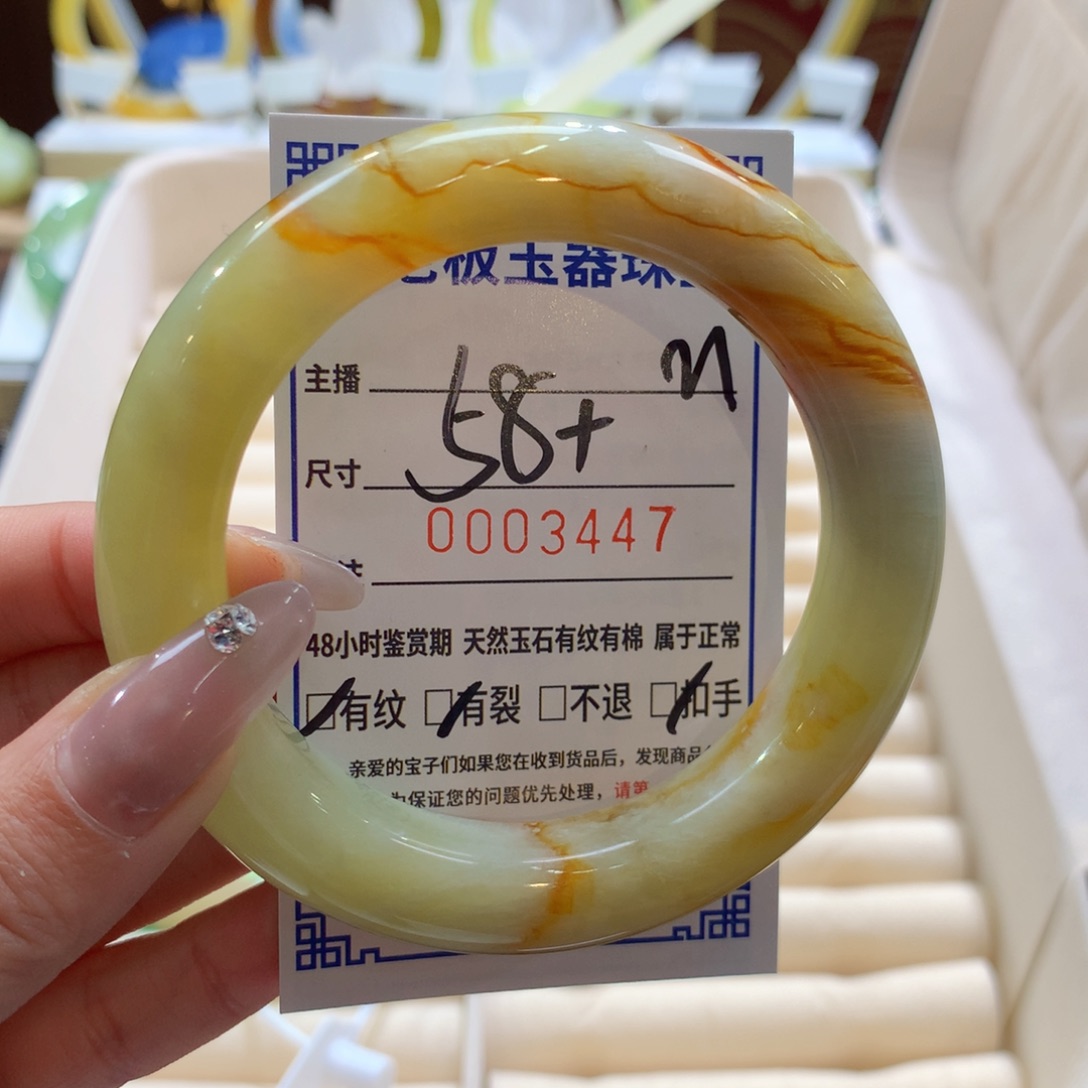 极玉器珠
主播 n
尺寸 58+
0003447
48小时鉴赏期 天然玉石有纹有棉 属于正常
□有纹 □有裂 □不退 □扣手
亲爱的宝子们如果您在收到货品后，发现商品
为保证您的问题优先处理，请第